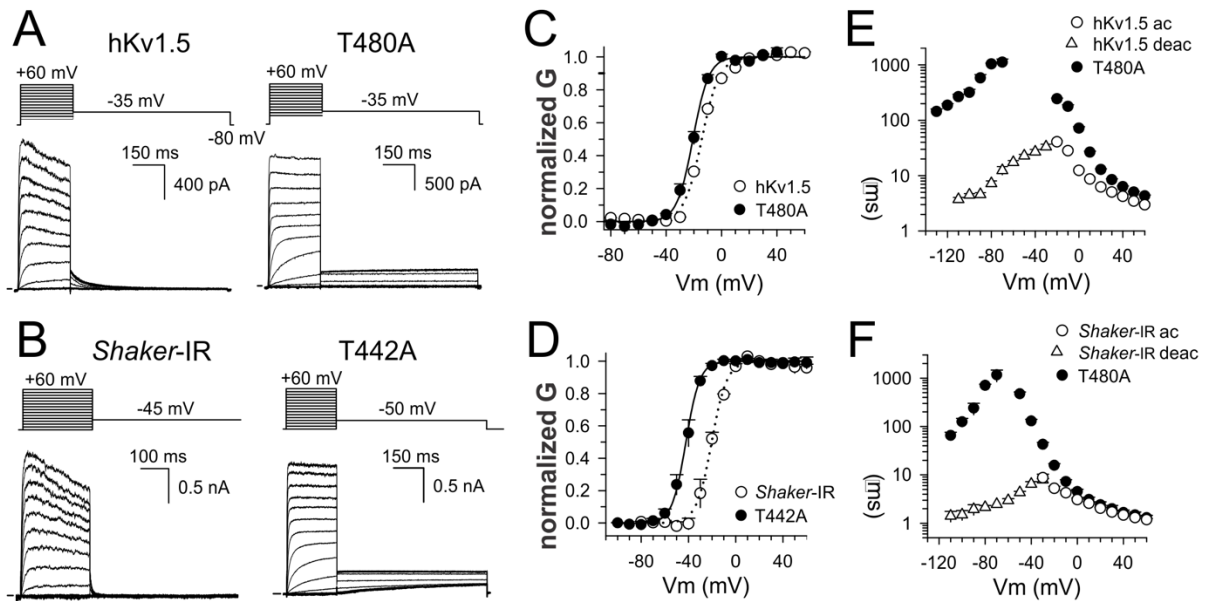 A
hKv1.5
T480A
+60 mV
-35 mV
-80 mV
150 ms
400 pA
+60 mV
-35 mV
150 ms
500 pA
B
Shaker-IR
T442A
+60 mV
-45 mV
100 ms
0.5 nA
+60 mV
-50 mV
150 ms
0.5 nA
C
normalized G
1.0
0.8
0.6
0.4
0.2
0.0
hKv1.5
T480A
-80 -40 0 40
Vm (mV)
D
normalized G
1.0
0.8
0.6
0.4
0.2
0.0
Shaker-IR
T442A
-80 -40 0 40
Vm (mV)
E
hKv1.5 ac
hKv1.5 deac
T480A
(ms)
1000
100
10
1
-120 -80 -40 0 40
Vm (mV)
F
Shaker-IR ac
Shaker-IR deac
T480A
(ms)
1000
100
10
1
-120 -80 -40 0 40
Vm (mV)